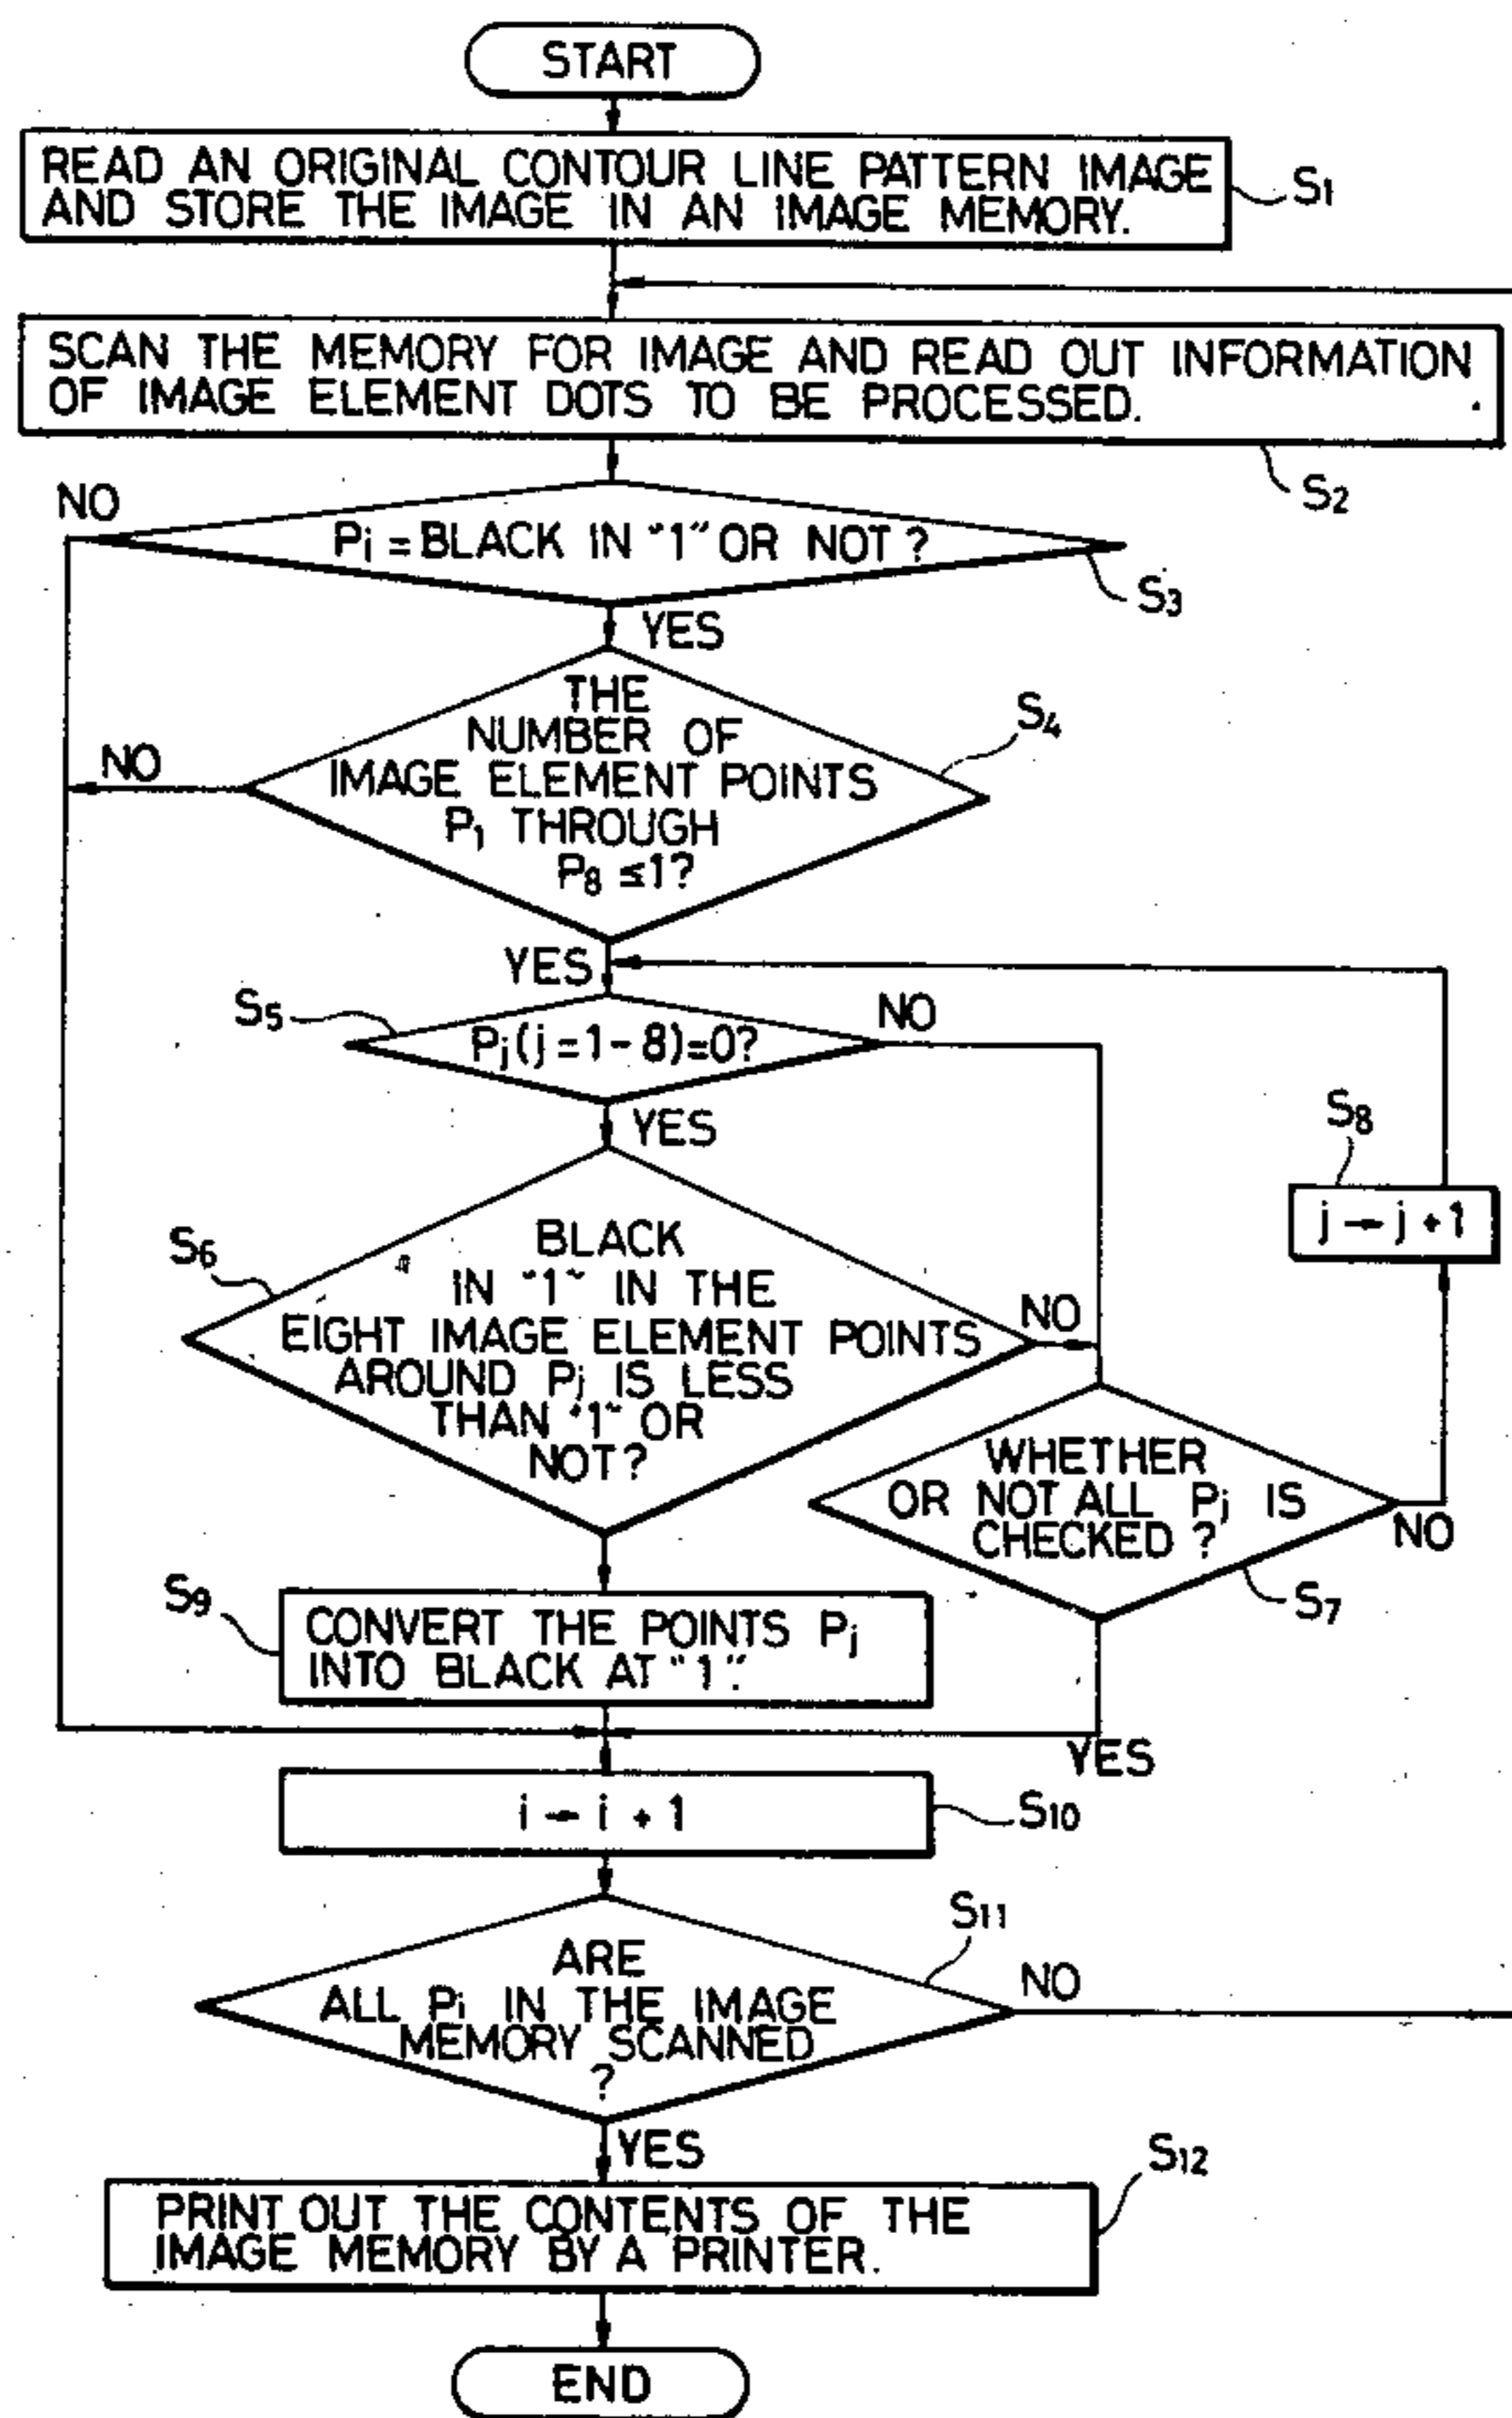 START
READ AN ORIGINAL CONTOUR LINE PATTERN IMAGE
AND STORE THE IMAGE IN AN IMAGE MEMORY.
S1
SCAN THE MEMORY FOR IMAGE AND READ OUT INFORMATION
OF IMAGE ELEMENT DOTS TO BE PROCESSED.
S2
NO
Pi = BLACK IN "1" OR NOT ?
S3
YES
THE
NUMBER OF
IMAGE ELEMENT POINTS
P1 THROUGH
P8 ≤1?
S4
NO
YES
S5
Pj(j=1-8)=0?
NO
YES
S6
BLACK
IN "1" IN THE
EIGHT IMAGE ELEMENT POINTS
AROUND Pj IS LESS
THAN "1" OR
NOT?
NO
S8
j ← j + 1
WHETHER
OR NOT ALL Pj IS
CHECKED ?
NO
S7
S9
CONVERT THE POINTS Pj
INTO BLACK AT "1".
YES
i ← i + 1
S10
ARE
ALL Pi IN THE IMAGE
MEMORY SCANNED
?
S11
NO
YES
PRINT OUT THE CONTENTS OF THE
IMAGE MEMORY BY A PRINTER.
S12
END